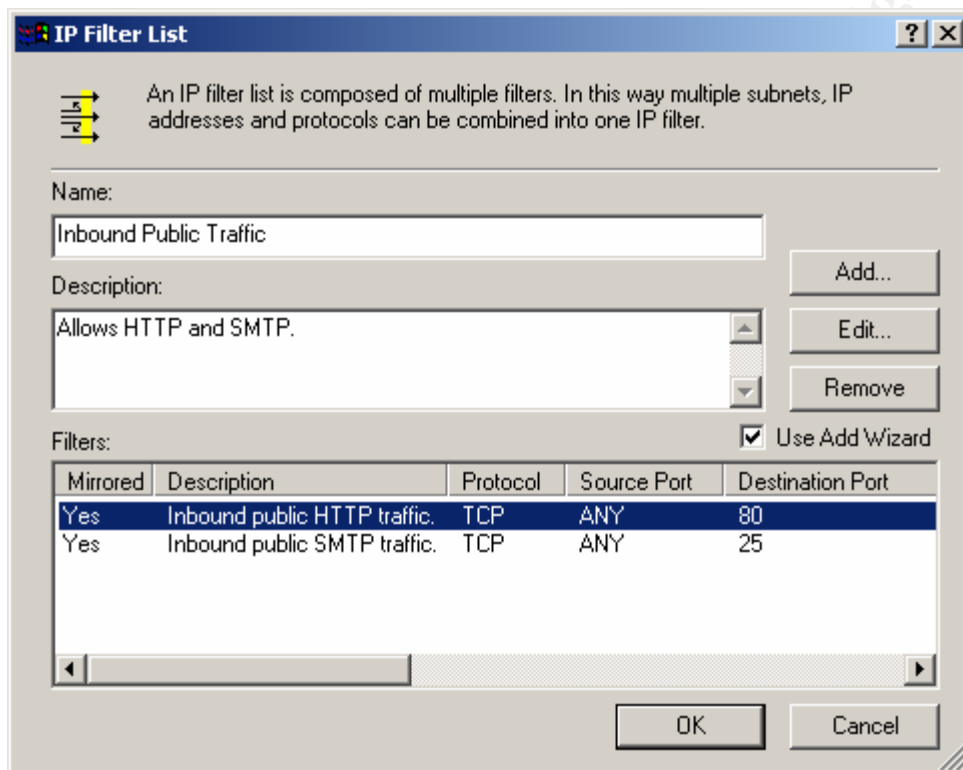 IP Filter List
An IP filter list is composed of multiple filters. In this way multiple subnets, IP
addresses and protocols can be combined into one IP filter.
Name:
Inbound Public Traffic
Add...
Description:
Allows HTTP and SMTP.
Edit...
Remove
Filters:
Use Add Wizard
Mirrored Description Protocol Source Port Destination Port
Yes Inbound public HTTP traffic. TCP ANY 80
Yes Inbound public SMTP traffic. TCP ANY 25
OK Cancel